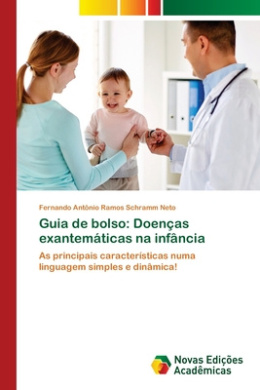 Fernando Antônio Ramos Schramm Neto
Guia de bolso: Doenças
exantemáticas na infância
As principais características numa
linguagem simples e dinâmica!
Novas Edições
Acadêmicas